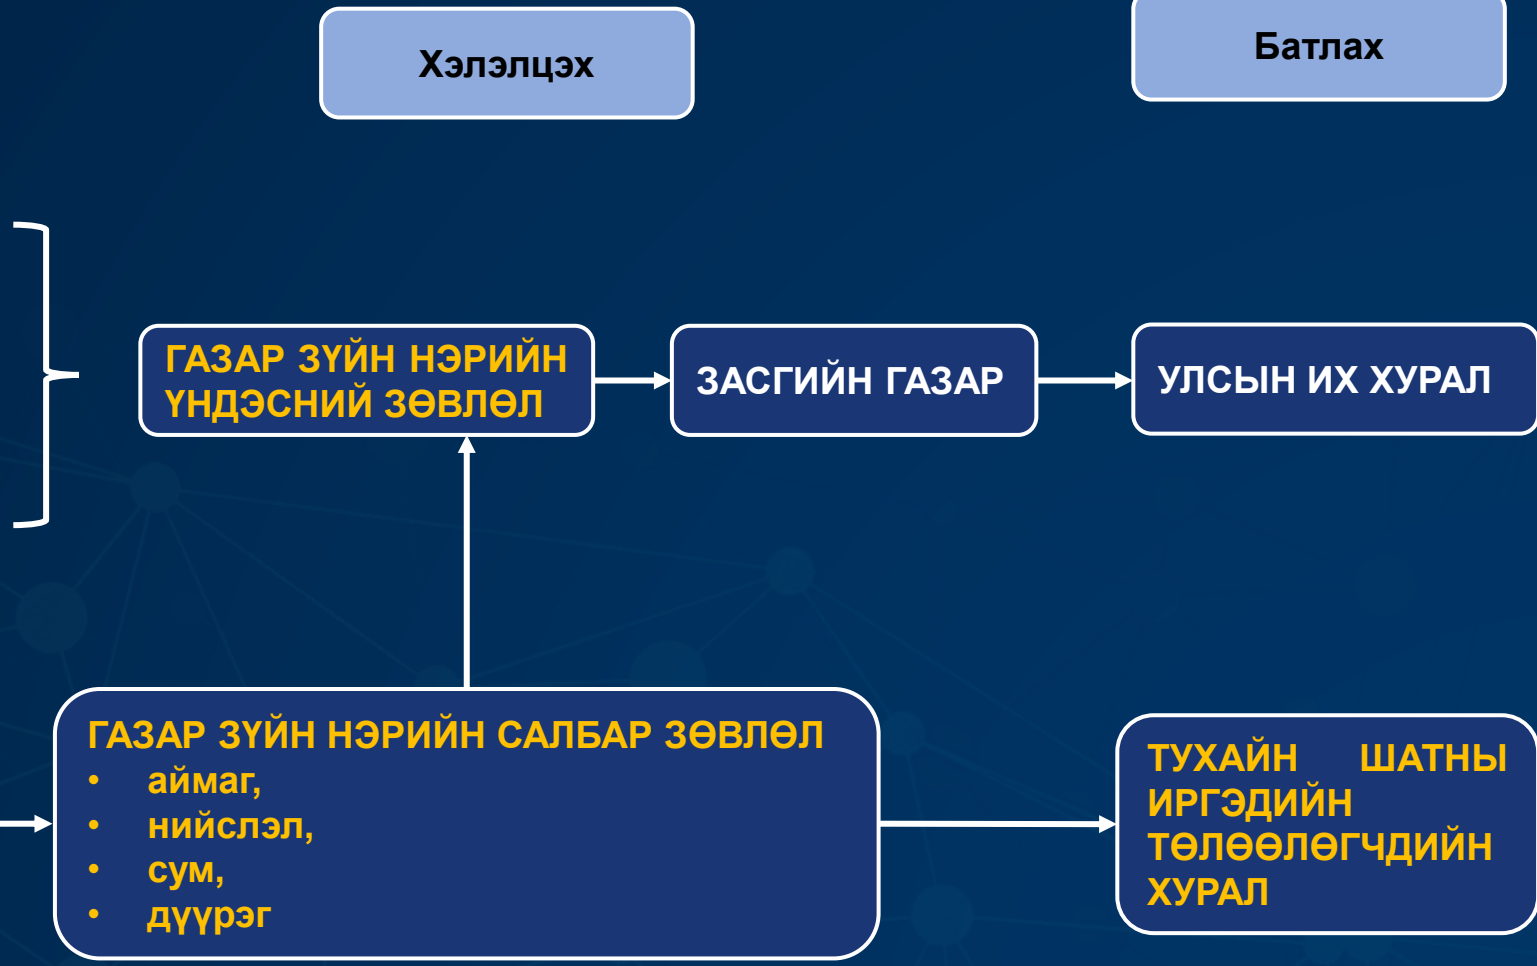 Хэлэлцэх
Батлах
ГАЗАР ЗҮЙН НЭРИЙН
ҮНДЭСНИЙ ЗӨВЛӨЛ
ЗАСГИЙН ГАЗАР
УЛСЫН ИХ ХУРАЛ
ГАЗАР ЗҮЙН НЭРИЙН САЛБАР ЗӨВЛӨЛ
• аймаг,
• нийслэл,
• сум,
• дүүрэг
ТУХАЙН ШАТНЫ
ИРГЭДИЙН
ТӨЛӨӨЛӨГЧДИЙН
ХУРАЛ